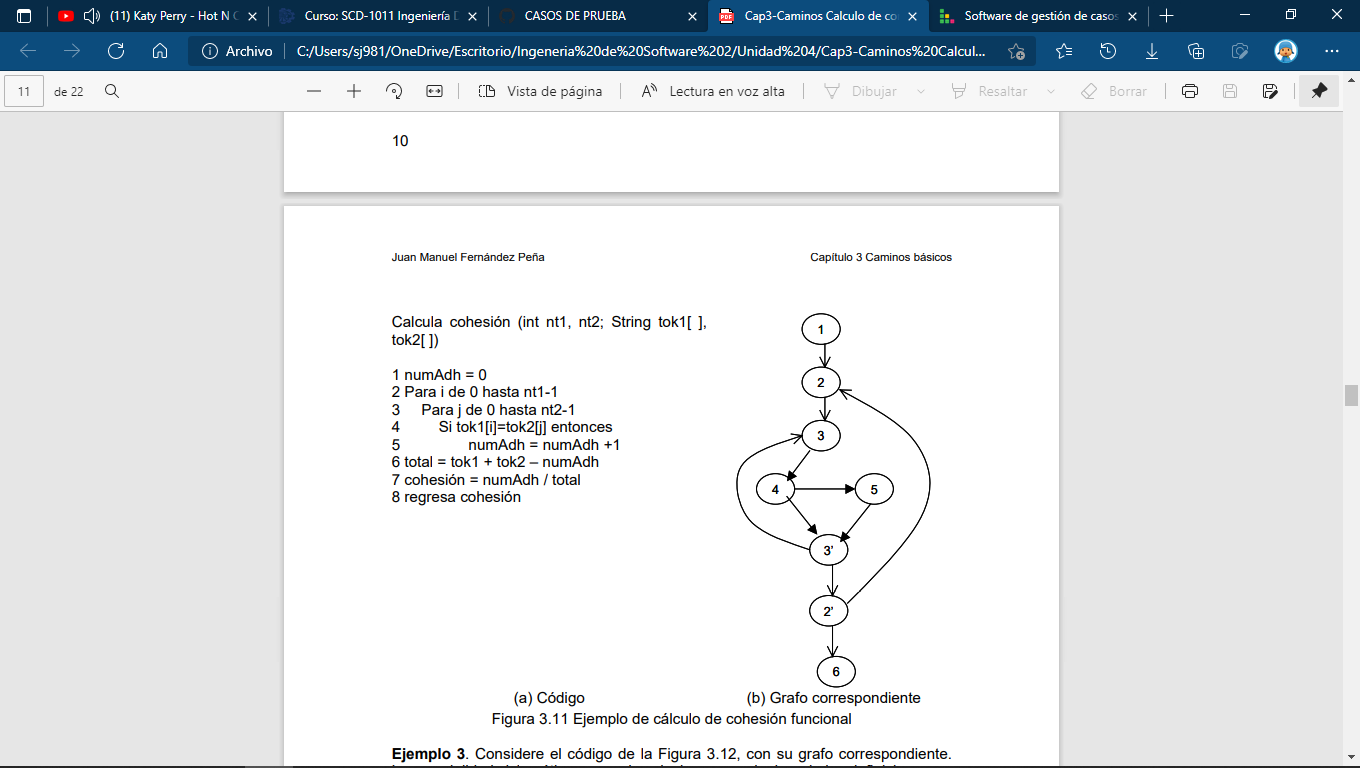 (11) Katy Perry - Hot N C
Curso: SCD-1011 Ingeniería D
CASOS DE PRUEBA
Cap3-Caminos Calculo de co
Software de gestión de casos
Archivo
C:/Users/sj981/OneDrive/Escritorio/Ingeneria%20de%20Software%202/Unidad%204/Cap3-Caminos%20Calcul...
11
de 22
Vista de página
Lectura en voz alta
Dibujar
Resaltar
Borrar
10
Juan Manuel Fernández Peña
Capítulo 3 Caminos básicos
Calcula cohesión (int nt1, nt2; String tok1[ ],
tok2[ ])
1 numAdh = 0
2 Para i de 0 hasta nt1-1
3 Para j de 0 hasta nt2-1
4 Si tok1[i]=tok2[j] entonces
5 numAdh = numAdh +1
6 total = tok1 + tok2 – numAdh
7 cohesión = numAdh / total
8 regresa cohesión
1
2
3
4
5
3'
2'
6
(a) Código
(b) Grafo correspondiente
Figura 3.11 Ejemplo de cálculo de cohesión funcional
Ejemplo 3. Considere el código de la Figura 3.12, con su grafo correspondiente.